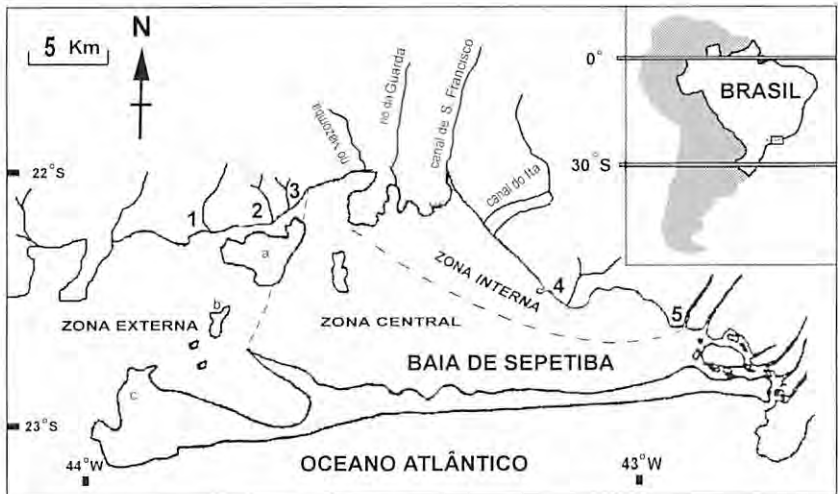 5 Km
N
0°
BRASIL
30°S
22°S
rio Mazomba
rio da Guarda
canal de S. Francisco
canal do Ita
1
2
3
a
ZONA INTERNA
4
5
ZONA EXTERNA
b
ZONA CENTRAL
BAIA DE SEPETIBA
c
23°S
44°W
OCEANO ATLÂNTICO
43°W